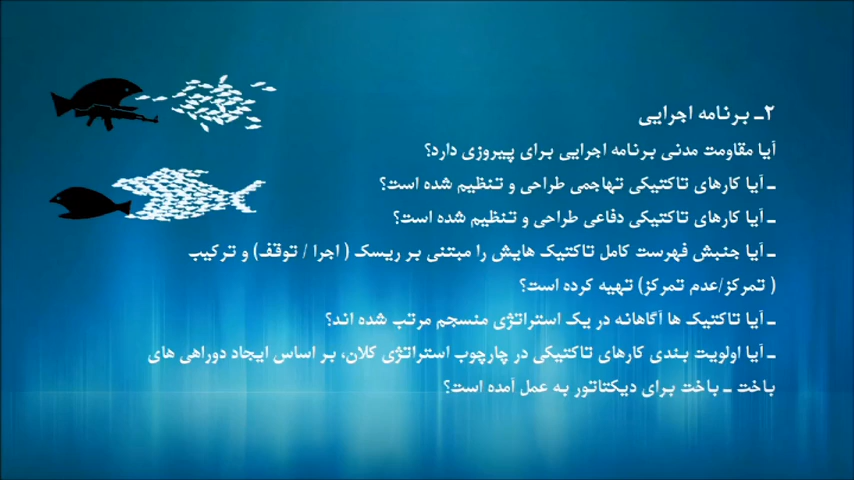 ۲ـ برنامه اجرایی
آیا مقاومت مدنی برنامه اجرایی برای پیروزی دارد؟
ـ آیا کارهای تاکتیکی تهاجمی طراحی و تنظیم شده است؟
ـ آیا کارهای تاکتیکی دفاعی طراحی و تنظیم شده است؟
ـ آیا جنبش فهرست کامل تاکتیک هایش را مبتنی بر ریسک ( اجرا / توقف) و ترکیب
( تمرکز/عدم تمرکز) تهیه کرده است؟
ـ آیا تاکتیک ها آگاهانه در یک استراتژی منسجم مرتب شده اند؟
ـ آیا اولویت بندی کارهای تاکتیکی در چارچوب استراتژی کلان، بر اساس ایجاد دوراهی های
باخت ـ باخت برای دیکتاتور به عمل آمده است؟